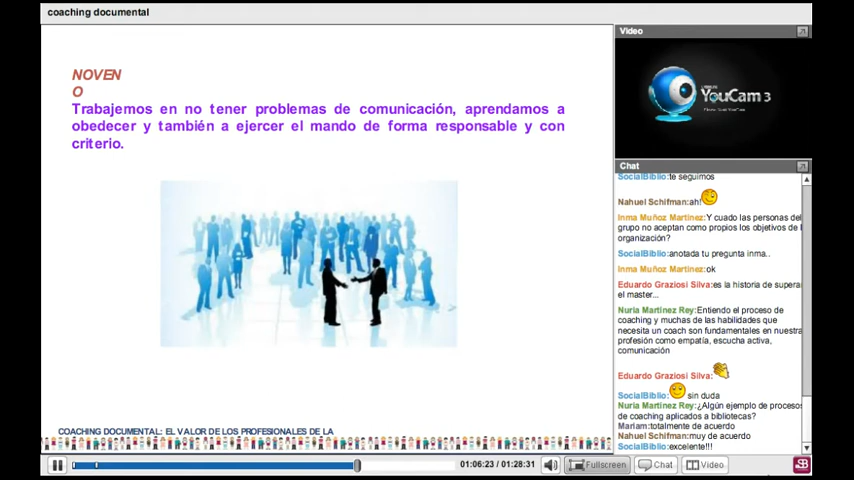 coaching documental
NOVEN
O
Trabajemos en no tener problemas de comunicación, aprendamos a
obedecer y también a ejercer el mando de forma responsable y con
criterio.
COACHING DOCUMENTAL: EL VALOR DE LOS PROFESIONALES DE LA
01:06:23 / 01:28:31
Fullscreen
Chat
Video
Video
YouCam 3
Chat
SocialBiblio:te seguimos
Nahuel Schifman:ah!
Inma Muñoz Martinez:Y cuado las personas del
grupo no aceptan como propios los objetivos de l
organización?
SocialBiblio:anotada tu pregunta inma..
Inma Muñoz Martinez:ok
Eduardo Graziosi Silva:es la historia de supera
el master...
Nuria Martinez Rey:Entiendo el proceso de
coaching y muchas de las habilidades que
necesita un coach son fundamentales en nuestra
profesión como empatía, escucha activa,
comunicación
Eduardo Graziosi Silva:
SocialBiblio: sin duda
Nuria Martinez Rey:¿Algún ejemplo de procesos
de coaching aplicados a bibliotecas?
Mariam:totalmente de acuerdo
Nahuel Schifman:muy de acuerdo
SocialBiblio:excelente!!!